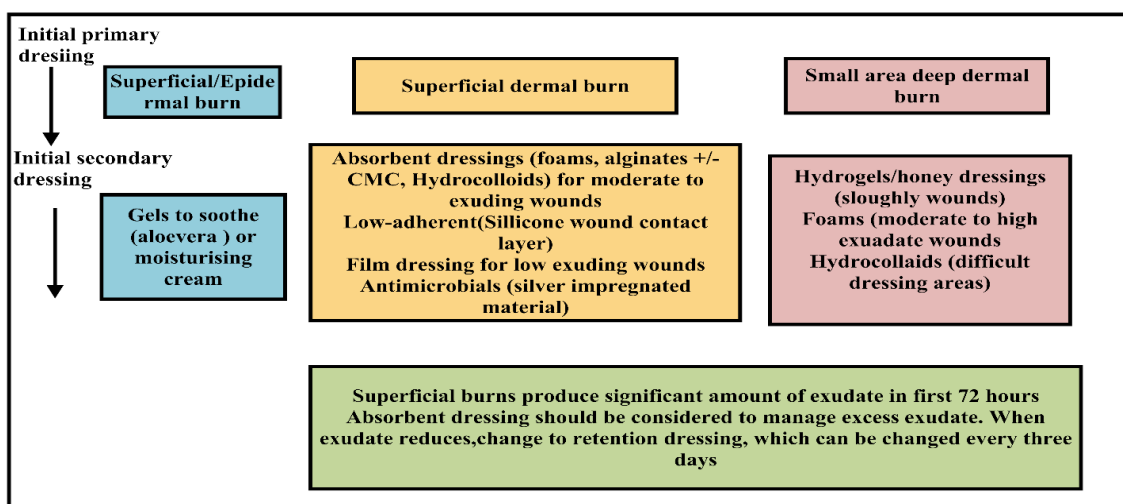 Initial primary
dresiing
Superficial/Epide
rmal burn
Superficial dermal burn
Small area deep dermal
burn
Initial secondary
dressing
Gels to soothe
(aloevera ) or
moisturising
cream
Absorbent dressings (foams, alginates +/-
CMC, Hydrocolloids) for moderate to
exuding wounds
Low-adherent(Sillicone wound contact
layer)
Film dressing for low exuding wounds
Antimicrobials (silver impregnated
material)
Hydrogels/honey dressings
(sloughly wounds)
Foams (moderate to high
exuadate wounds
Hydrocollaids (difficult
dressing areas)
Superficial burns produce significant amount of exudate in first 72 hours
Absorbent dressing should be considered to manage excess exudate. When
exudate reduces,change to retention dressing, which can be changed every three
days